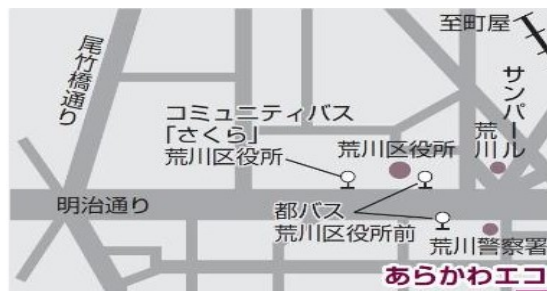 至町屋
尾竹橋通り
サンパール
荒川
コミュニティバス
「さくら」
荒川区役所
荒川区役所
明治通り
都バス
荒川区役所前
荒川警察署
あらかわエコ